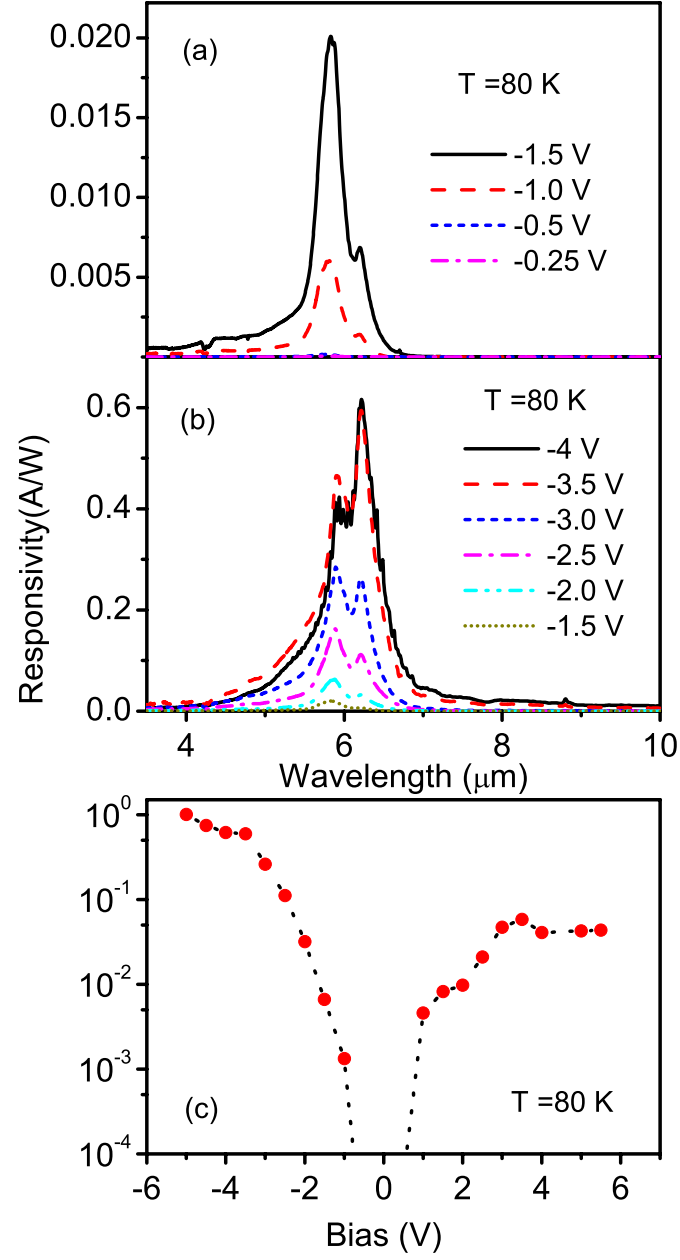 (a)
T =80 K
0.020
0.015
0.010
0.005
-1.5 V
-1.0 V
-0.5 V
-0.25 V
(b)
T =80 K
0.6
0.4
0.2
0.0
-4 V
-3.5 V
-3.0 V
-2.5 V
-2.0 V
-1.5 V
Responsivity(A/W)
4 6 8 10
Wavelength (μm)
10^0
10^-1
10^-2
10^-3
10^-4
(c)
T =80 K
-6 -4 -2 0 2 4 6
Bias (V)